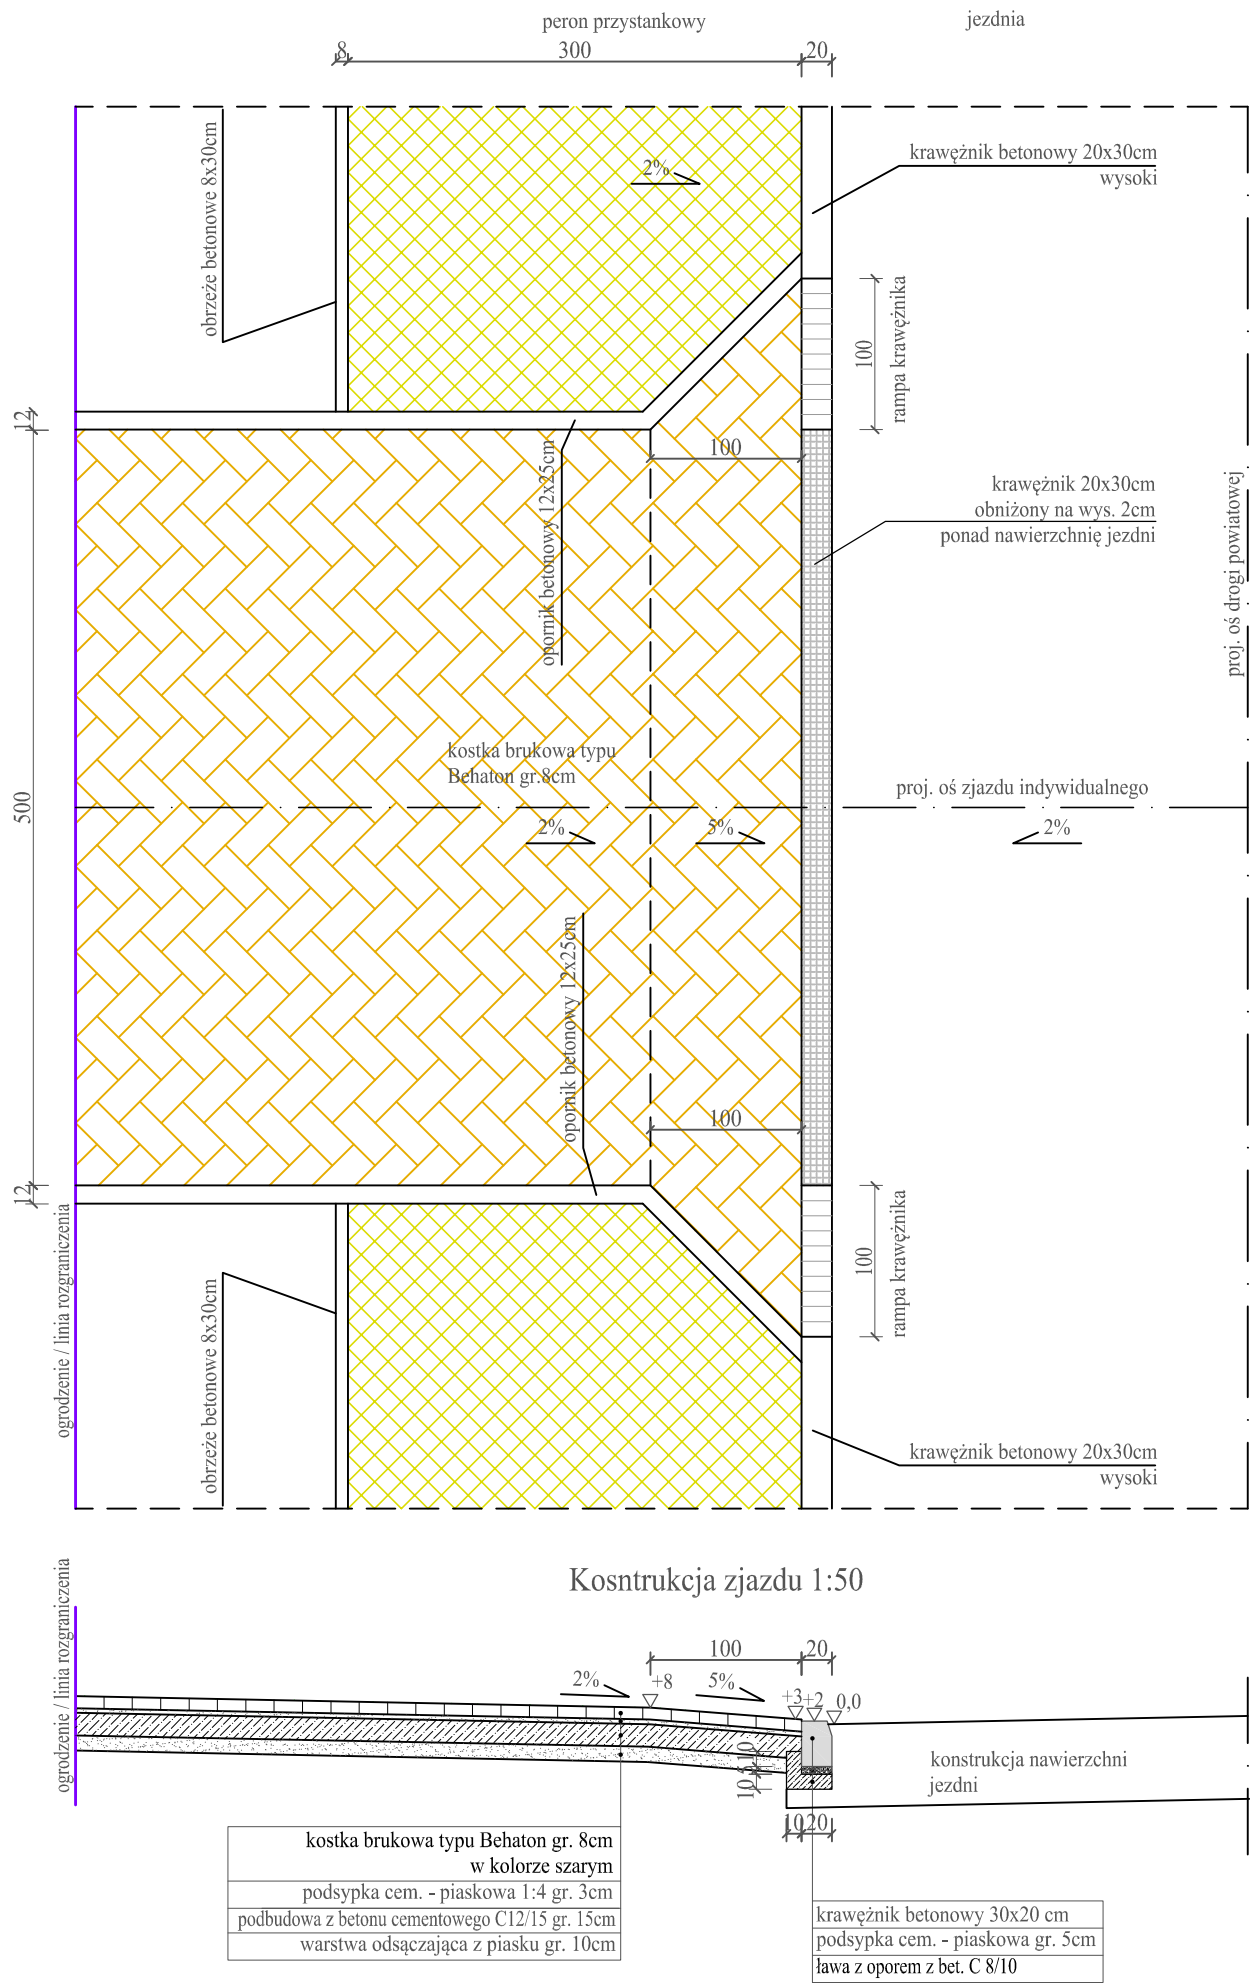 peron przystankowy
jezdnia
8
300
20
obrzeże betonowe 8x30cm
2%
krawężnik betonowy 20x30cm
wysoki
100
rampa krawężnika
12
100
opornik betonowy 12x25cm
krawężnik 20x30cm
obniżony na wys. 2cm
ponad nawierzchnię jezdni
proj. oś drogi powiatowej
kostka brukowa typu
Behaton gr.8cm
proj. oś zjazdu indywidualnego
500
2%
5%
2%
opornik betonowy 12x25cm
100
12
100
rampa krawężnika
ogrodzenie / linia rozgraniczenia
obrzeże betonowe 8x30cm
krawężnik betonowy 20x30cm
wysoki
Kosntrukcja zjazdu 1:50
ogrodzenie / linia rozgraniczenia
100
20
2%
+8
5%
+3
+2
0,0
10
5
10
konstrukcja nawierzchni
jezdni
10
20
kostka brukowa typu Behaton gr. 8cm
w kolorze szarym
podsypka cem. - piaskowa 1:4 gr. 3cm
podbudowa z betonu cementowego C12/15 gr. 15cm
warstwa odsączająca z piasku gr. 10cm
krawężnik betonowy 30x20 cm
podsypka cem. - piaskowa gr. 5cm
ława z oporem z bet. C 8/10